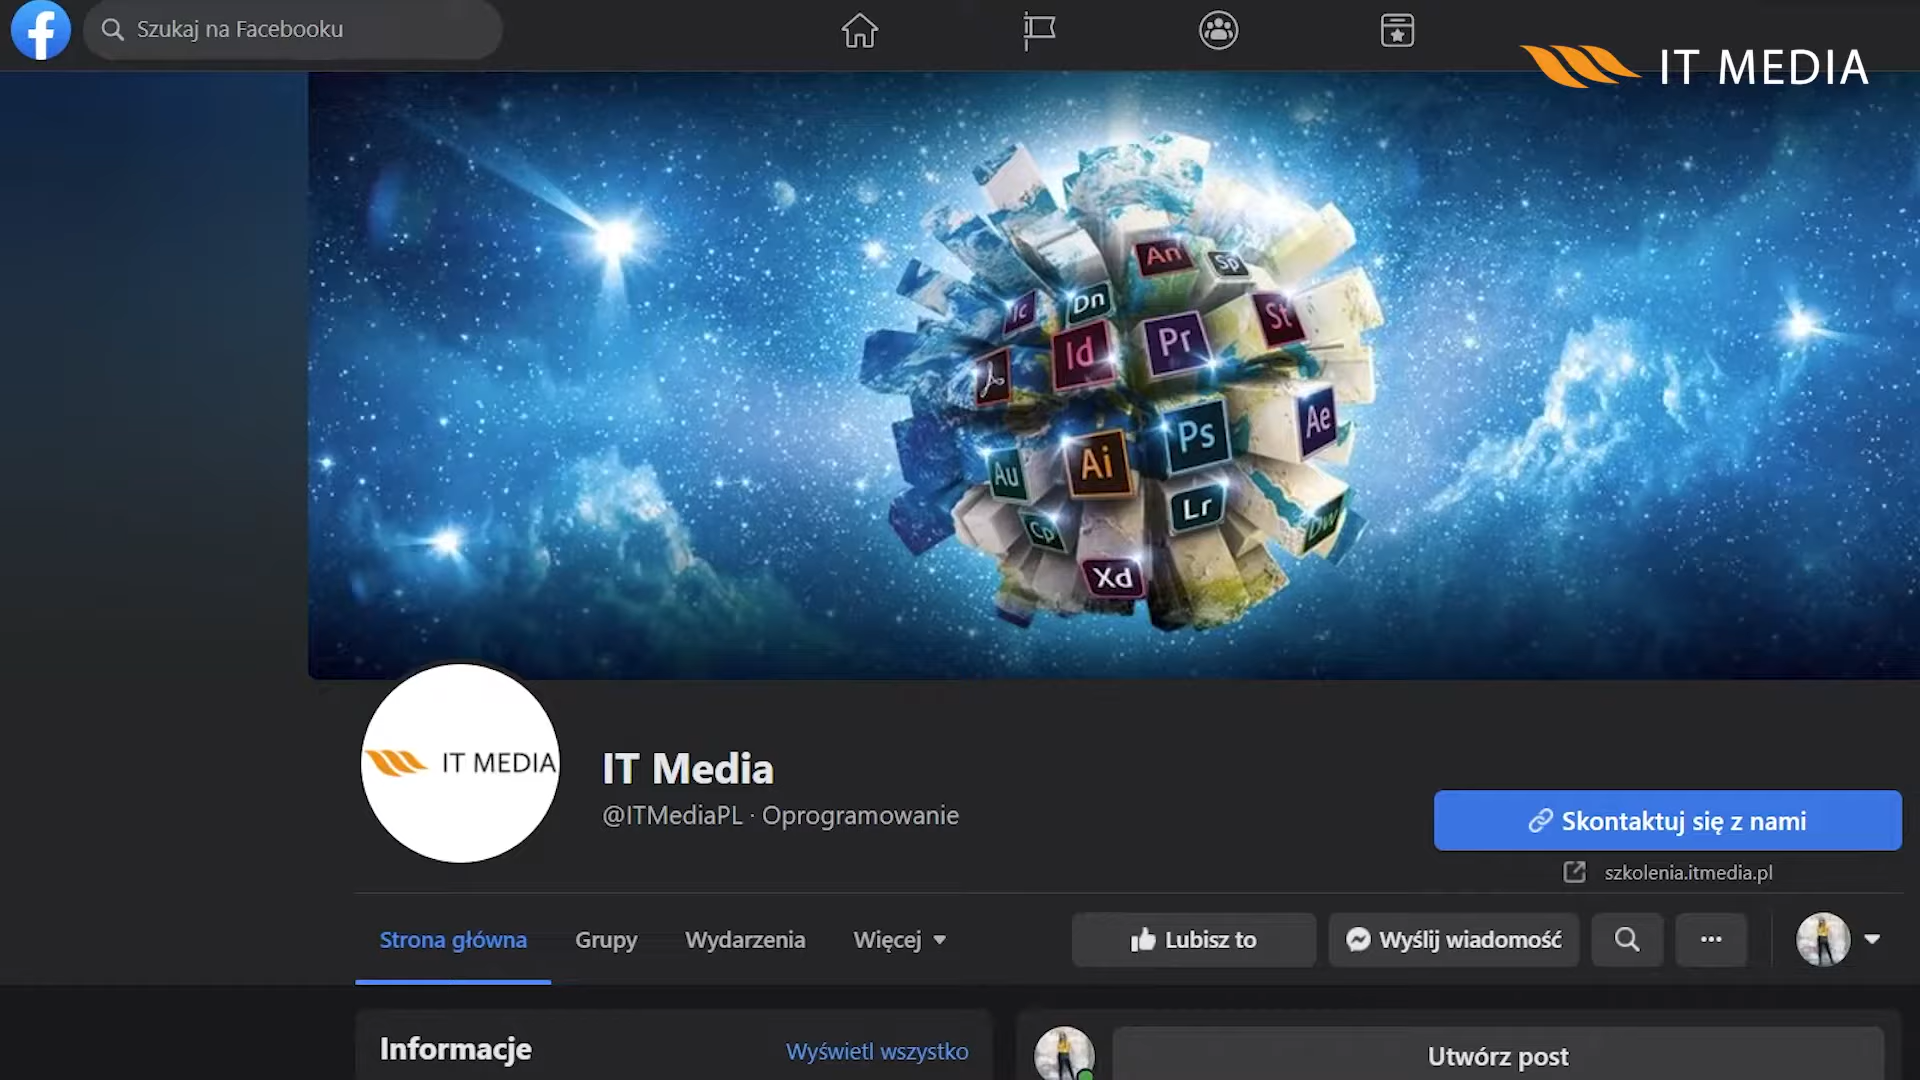 Szukaj na Facebooku
IT MEDIA
An
Sp
Ic
Dn
St
Id
Pr
Ae
Ps
Au
Ai
Lr
Cp
Dw
Xd
IT MEDIA
IT Media
@ITMediaPL · Oprogramowanie
Skontaktuj się z nami
szkolenia.itmedia.pl
Strona główna
Grupy
Wydarzenia
Więcej
Lubisz to
Wyślij wiadomość
Informacje
Wyświetl wszystko
Utwórz post